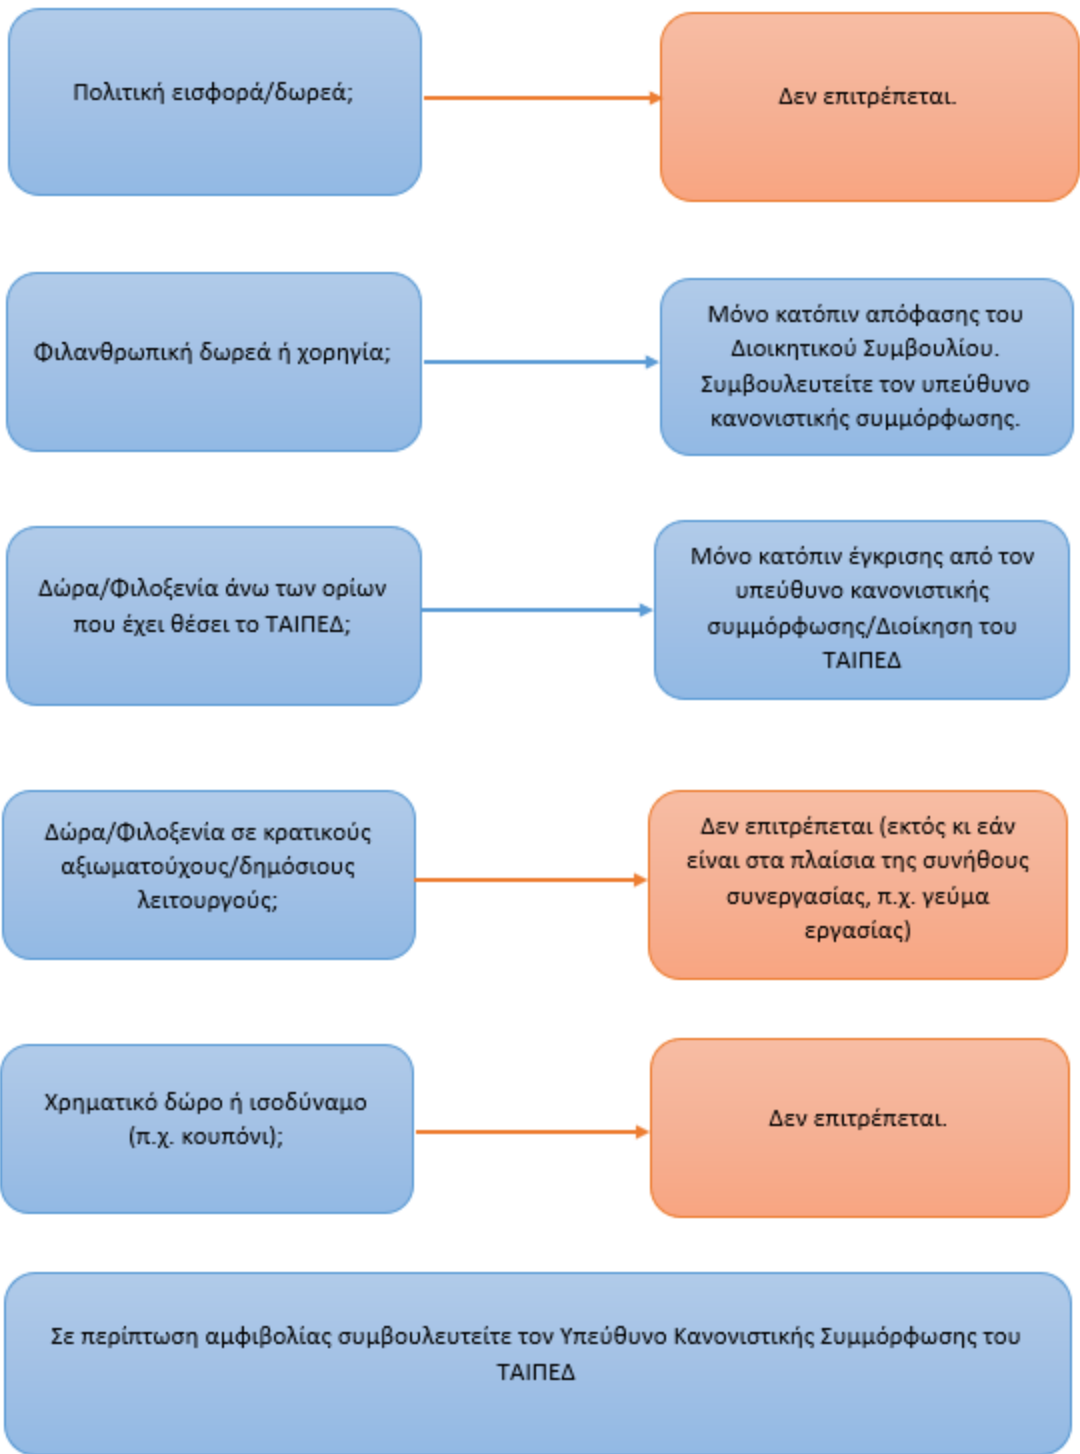 Πολιτική εισφορά/δωρεά;
Δεν επιτρέπεται.
Φιλανθρωπική δωρεά ή χορηγία;
Μόνο κατόπιν απόφασης του
Διοικητικού Συμβουλίου.
Συμβουλευτείτε τον υπεύθυνο
κανονιστικής συμμόρφωσης.
Δώρα/Φιλοξενία άνω των ορίων
που έχει θέσει το ΤΑΙΠΕΔ;
Μόνο κατόπιν έγκρισης από τον
υπεύθυνο κανονιστικής
συμμόρφωσης/Διοίκηση του
ΤΑΙΠΕΔ
Δώρα/Φιλοξενία σε κρατικούς
αξιωματούχους/δημόσιους
λειτουργούς;
Δεν επιτρέπεται (εκτός κι εάν
είναι στα πλαίσια της συνήθους
συνεργασίας, π.χ. γεύμα
εργασίας)
Χρηματικό δώρο ή ισοδύναμο
(π.χ. κουπόνι);
Δεν επιτρέπεται.
Σε περίπτωση αμφιβολίας συμβουλευτείτε τον Υπεύθυνο Κανονιστικής Συμμόρφωσης του
ΤΑΙΠΕΔ